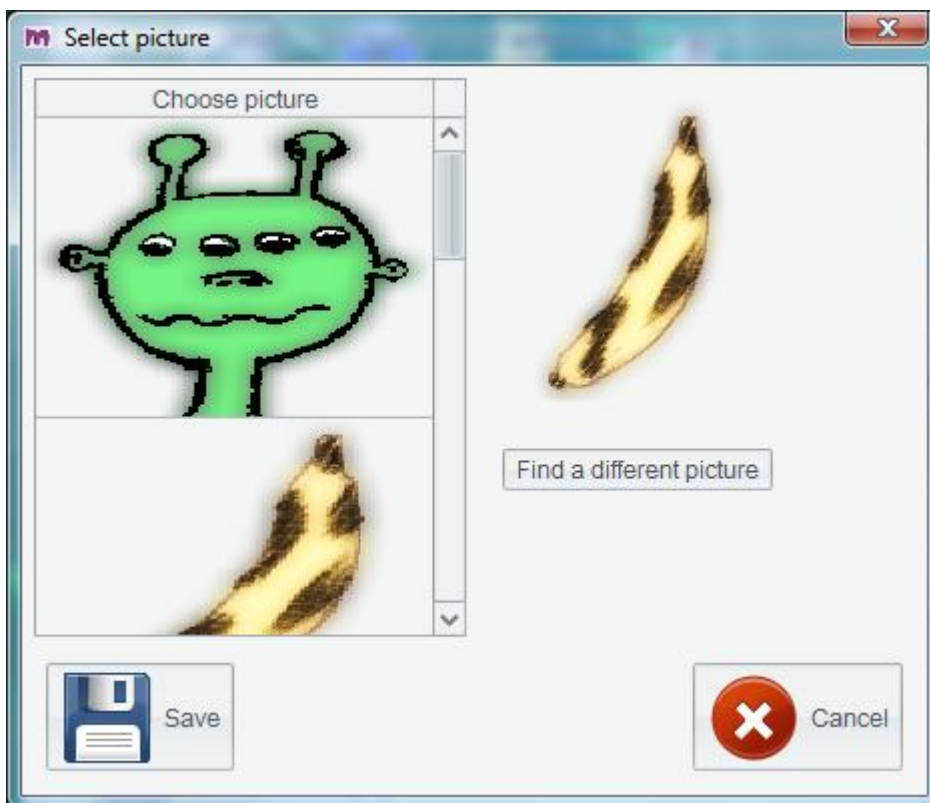 Select picture
Choose picture
Find a different picture
Save
Cancel